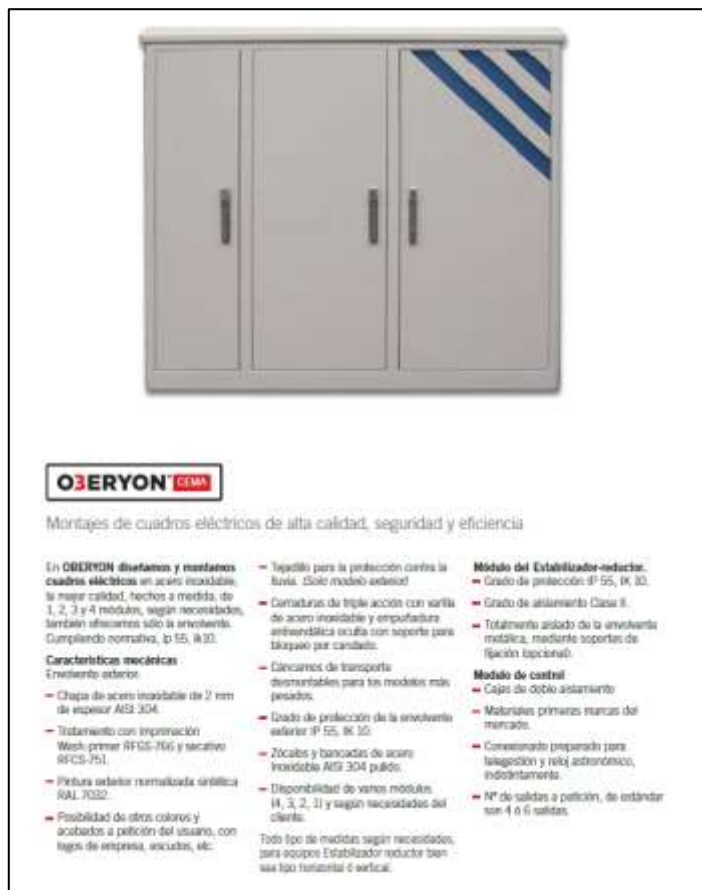 O3ERYON CEMA
Montajes de cuadros eléctricos de alta calidad, seguridad y eficiencia
En OBERYON diseñamos y montamos
cuadros eléctricos en acero inoxidable,
la mejor calidad, hechos a medida, de
1, 2, 3 y 4 módulos, según necesidades,
también ofrecemos sólo la envolvente.
Cumpliendo normativa, Ip 55, ik10.
Características mecánicas
Envolvente exterior.
– Chapa de acero inoxidable de 2 mm
de espesor AISI 304.
– Tratamiento con imprimación
Wash-primer RFCS-766 y secativo
RFCS-751.
– Pintura exterior normalizada sintética
RAL 7032.
– Posibilidad de otros colores y
acabados a petición del usuario, con
logos de empresa, escudos, etc.
– Tejadillo para la protección contra la
lluvia. (Solo modelo exterior)
– Cerraduras de triple acción con varilla
de acero inoxidable y empuñadura
antivandálica oculta con soporte para
bloqueo por candado.
– Cáncamos de transporte
desmontables para los modelos más
pesados.
– Grado de protección de la envolvente
exterior IP 55, IK 10.
– Zócalos y bancadas de acero
Inoxidable AISI 304 pulido.
– Disponibilidad de varios módulos
(4, 3, 2, 1) y según necesidades del
cliente.
Todo tipo de medidas según necesidades,
para equipos Estabilizador reductor bien
sea tipo horizontal ó vertical.
Módulo del Estabilizador-reductor.
– Grado de protección IP 55, IK 10.
– Grado de aislamiento Clase II.
– Totalmente aislado de la envolvente
metálica, mediante soportes de
fijación (opcional).
Modulo de control
– Cajas de doble aislamiento
– Materiales primeras marcas del
mercado.
– Conexionado preparado para
telegestión y reloj astronómico,
indistintamente.
– Nº de salidas a petición, de estándar
son 4 ó 6 salidas.